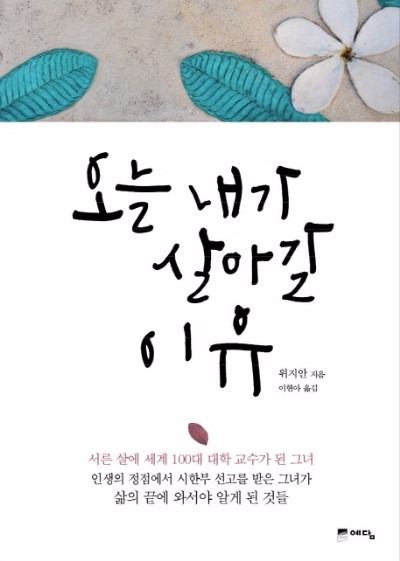 오늘 내가
살아갈
이유
위지안 지음
이현아 옮김
서른 살에 세계 100대 대학 교수가 된 그녀
인생의 정점에서 시한부 선고를 받은 그녀가
삶의 끝에 와서야 알게 된 것들
예담